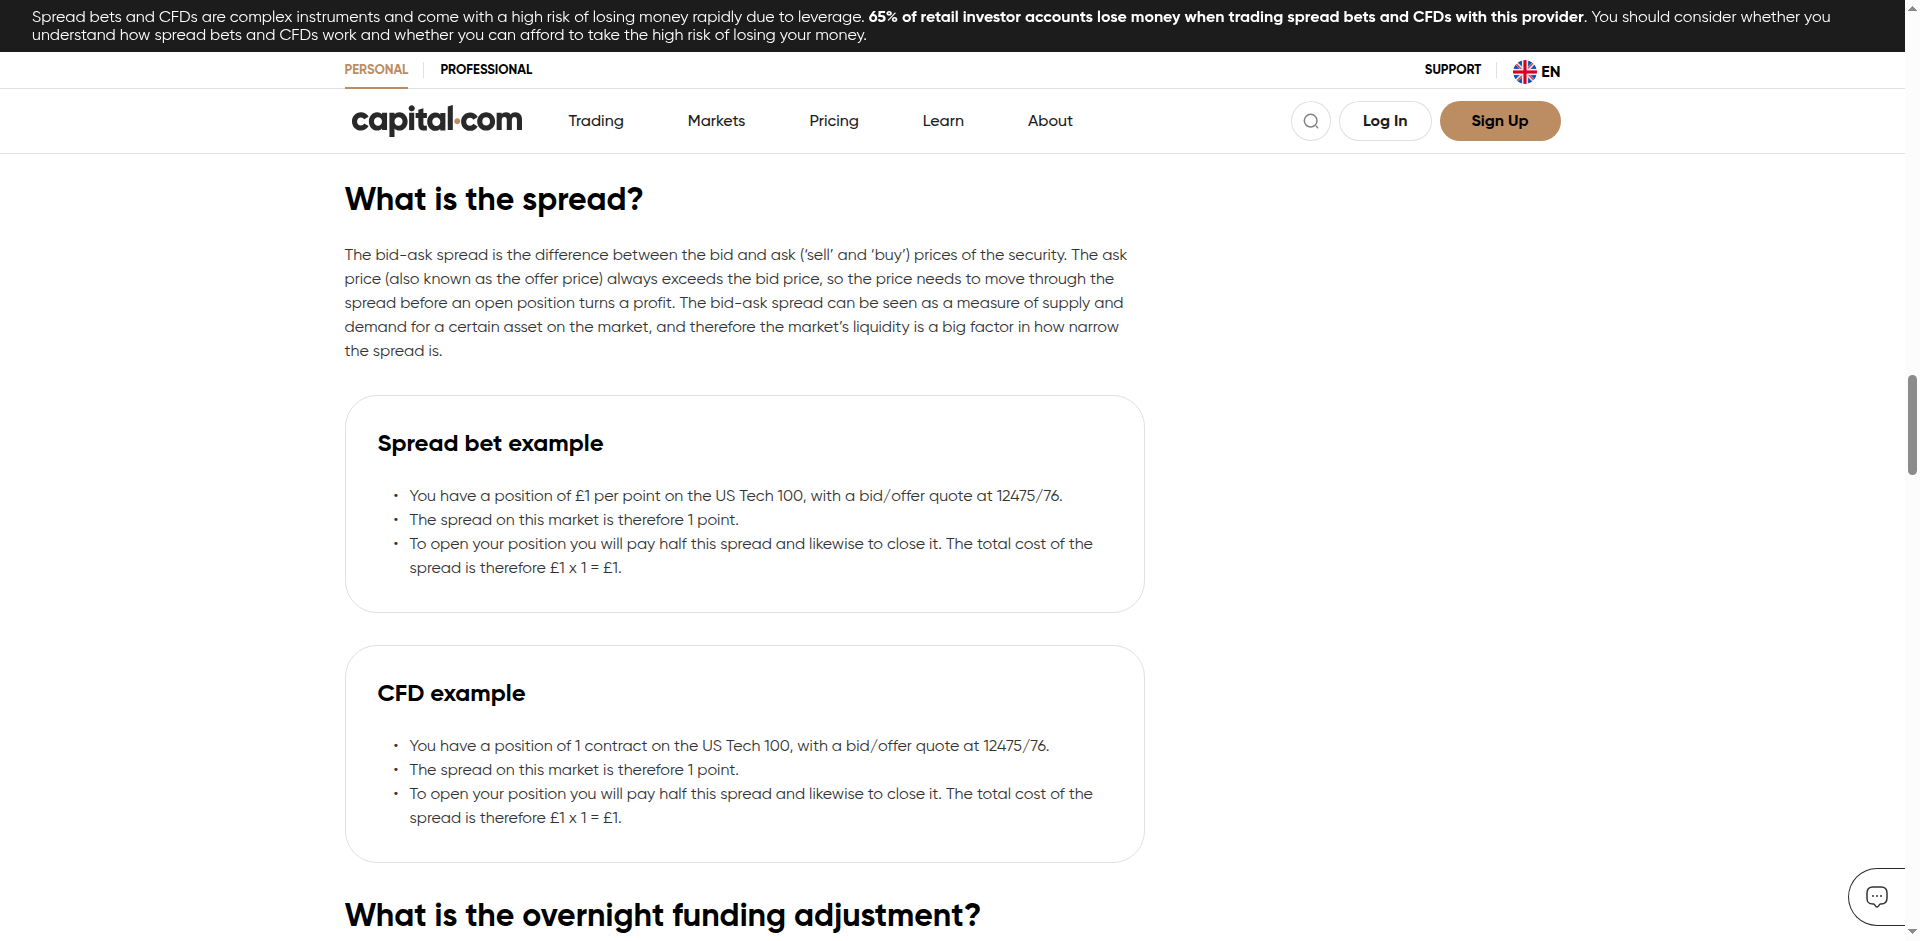 Spread bets and CFDs are complex instruments and come with a high risk of losing money rapidly due to leverage. 65% of retail investor accounts lose money when trading spread bets and CFDs with this provider. You should consider whether you
understand how spread bets and CFDs work and whether you can afford to take the high risk of losing your money.
PERSONAL PROFESSIONAL SUPPORT EN
capital.com Trading Markets Pricing Learn About Log In Sign Up
What is the spread?
The bid-ask spread is the difference between the bid and ask (‘sell’ and ‘buy’) prices of the security. The ask
price (also known as the offer price) always exceeds the bid price, so the price needs to move through the
spread before an open position turns a profit. The bid-ask spread can be seen as a measure of supply and
demand for a certain asset on the market, and therefore the market’s liquidity is a big factor in how narrow
the spread is.
Spread bet example
• You have a position of £1 per point on the US Tech 100, with a bid/offer quote at 12475/76.
• The spread on this market is therefore 1 point.
• To open your position you will pay half this spread and likewise to close it. The total cost of the
spread is therefore £1 x 1 = £1.
CFD example
• You have a position of 1 contract on the US Tech 100, with a bid/offer quote at 12475/76.
• The spread on this market is therefore 1 point.
• To open your position you will pay half this spread and likewise to close it. The total cost of the
spread is therefore £1 x 1 = £1.
What is the overnight funding adjustment?